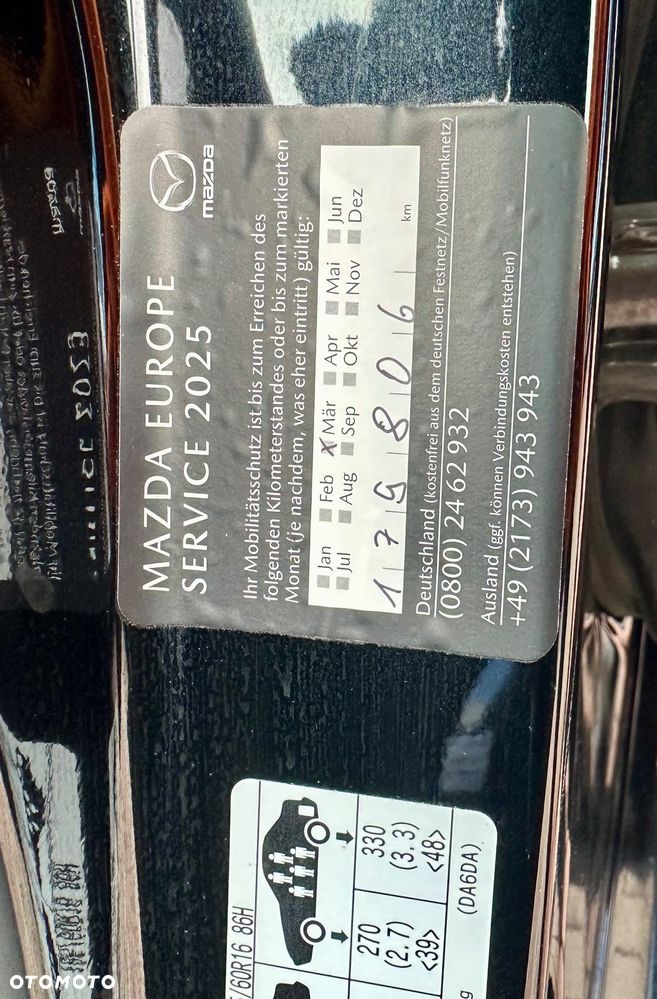 MAZDA EUROPE
SERVICE 2025
mazda
Ihr Mobilitätsschutz ist bis zum Erreichen des
folgenden Kilometerstandes oder bis zum markierten
Monat (je nachdem, was eher eintritt) gültig:
Jan Feb x Mär Apr Mai Jun
Jul Aug Sep Okt Nov Dez
179806 km
Deutschland (kostenfrei aus dem deutschen Festnetz/Mobilfunknetz)
(0800) 24 62 932
Ausland (ggf. können Verbindungskosten entstehen)
+49 (2173) 943 943
/60R16 86H
270 330
(2.7) (3.3)
<39> <48>
(DA6DA)
OTOMOTO